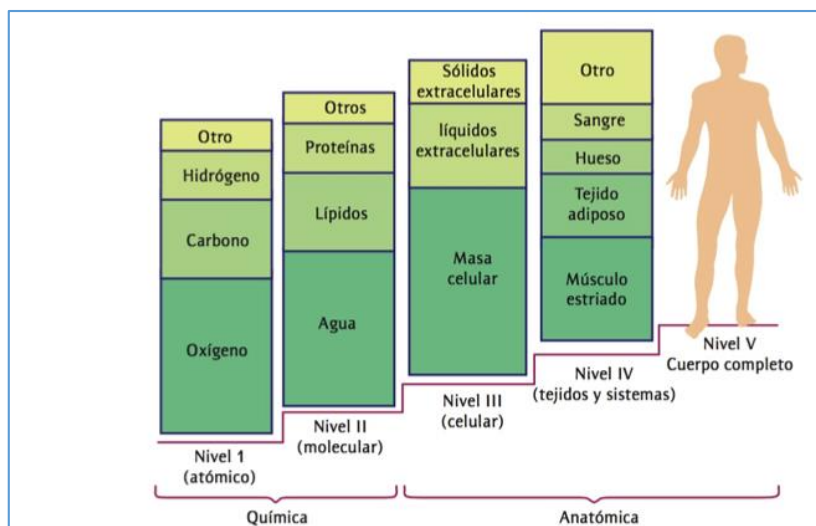 Otro
Hidrógeno
Carbono
Oxígeno
Nivel 1
(atómico)
Otros
Proteínas
Lípidos
Agua
Nivel II
(molecular)
Sólidos
extracelulares
líquidos
extracelulares
Masa
celular
Nivel III
(celular)
Otro
Sangre
Hueso
Tejido
adiposo
Músculo
estriado
Nivel IV
(tejidos y sistemas)
Nivel V
Cuerpo completo
Química
Anatómica